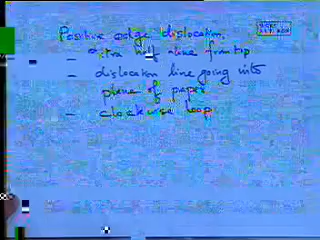 Positive edge dislocation.
- extra half plane from top
- dislocation line going into
plane of paper
- clockwise loop